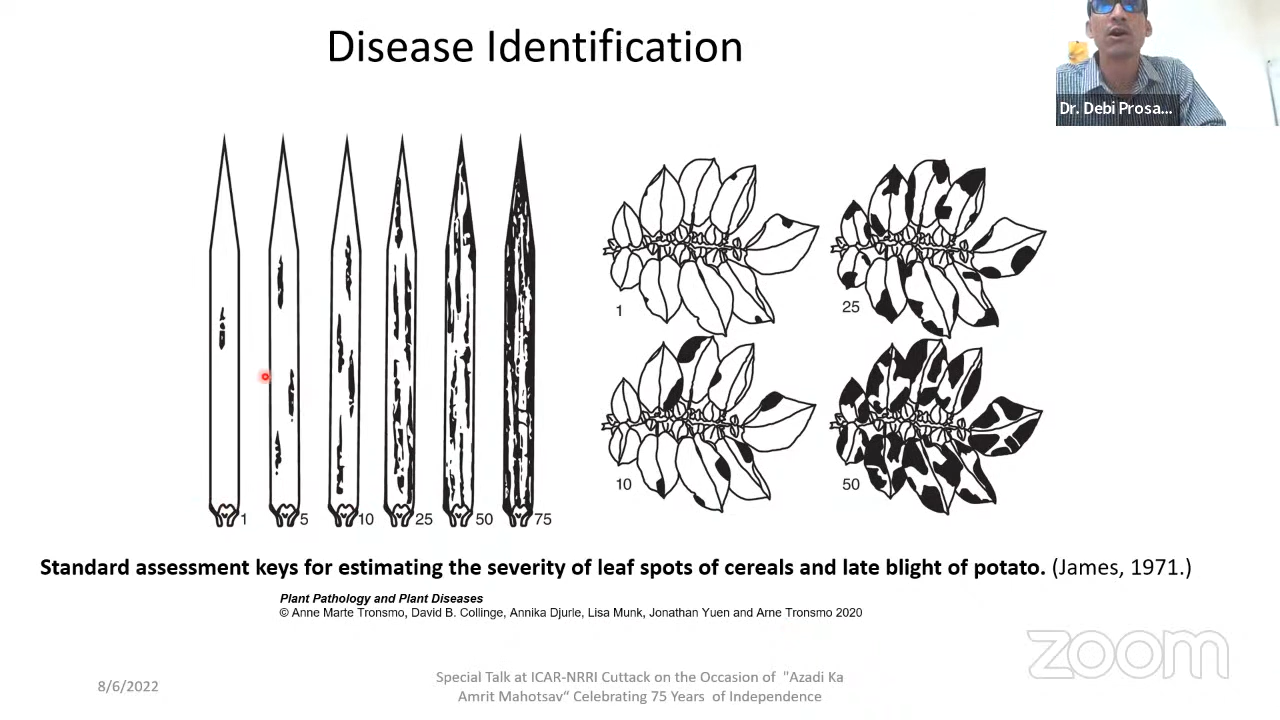 Disease Identification
Dr. Debi Prosa...
1
5
10
25
50
75
1
25
10
50
Standard assessment keys for estimating the severity of leaf spots of cereals and late blight of potato. (James, 1971.)
Plant Pathology and Plant Diseases
© Anne Marte Tronsmo, David B. Collinge, Annika Djurle, Lisa Munk, Jonathan Yuen and Arne Tronsmo 2020
zoom
8/6/2022
Special Talk at ICAR-NRRI Cuttack on the Occasion of "Azadi Ka
Amrit Mahotsav“ Celebrating 75 Years of Independence